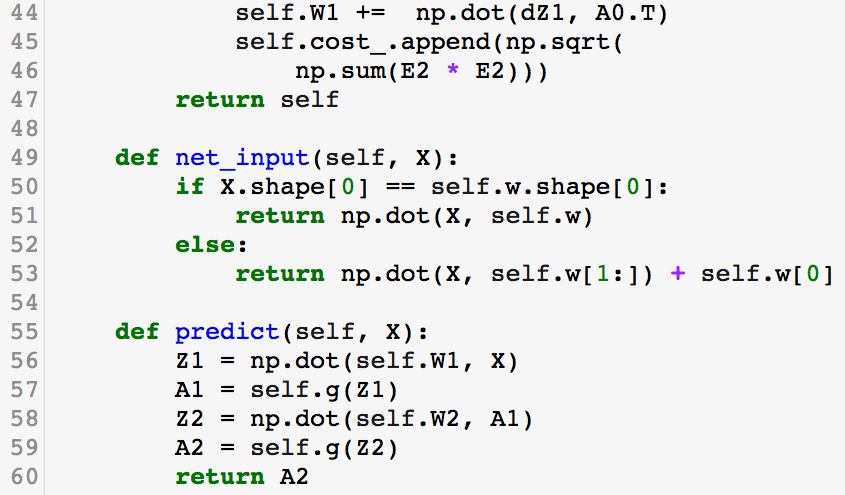 44 self.W1 +=  np.dot(dZ1, A0.T)
45 self.cost_.append(np.sqrt(
46 np.sum(E2 * E2)))
47 return self
48
49 def net_input(self, X):
50 if X.shape[0] == self.w.shape[0]:
51 return np.dot(X, self.w)
52 else:
53 return np.dot(X, self.w[1:]) + self.w[0]
54
55 def predict(self, X):
56 Z1 = np.dot(self.W1, X)
57 A1 = self.g(Z1)
58 Z2 = np.dot(self.W2, A1)
59 A2 = self.g(Z2)
60 return A2